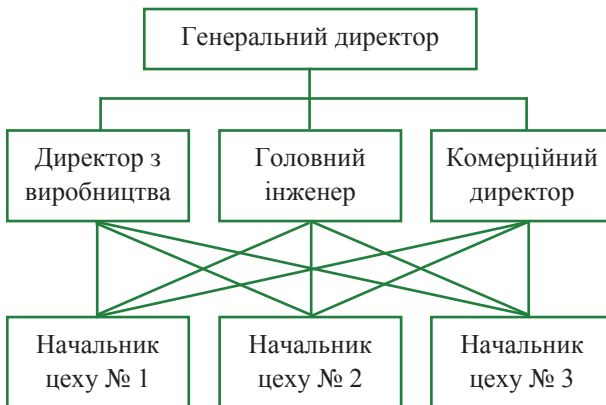 Генеральний директор
Директор з
виробництва
Головний
інженер
Комерційний
директор
Начальник
цеху № 1
Начальник
цеху № 2
Начальник
цеху № 3